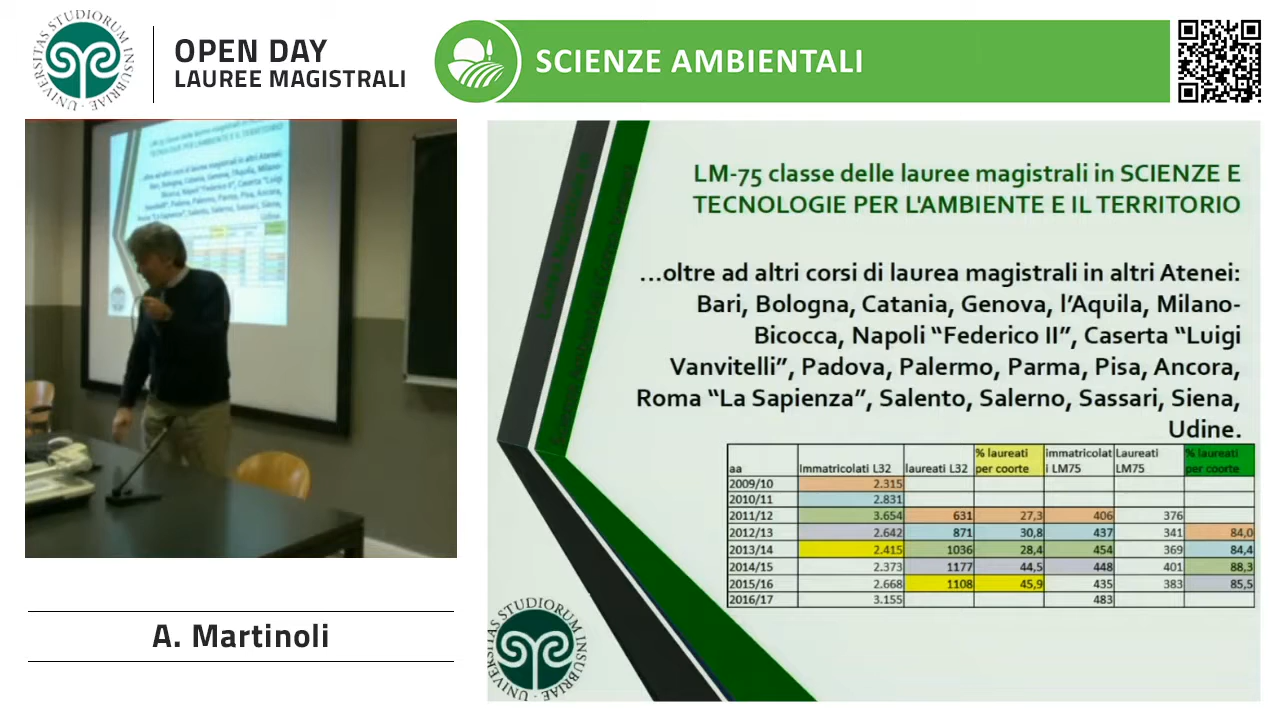 UNIVERSITAS STUDIORUM INSUBRIAE
OPEN DAY
LAUREE MAGISTRALI
SCIENZE AMBIENTALI
LM-75 classe delle lauree magistrali in SCIENZE E
TECNOLOGIE PER L'AMBIENTE E IL TERRITORIO
...oltre ad altri corsi di laurea magistrali in altri Atenei:
Bari, Bologna, Catania, Genova, l'Aquila, Milano-
Bicocca, Napoli "Federico II", Caserta "Luigi
Vanvitelli", Padova, Palermo, Parma, Pisa, Ancora,
Roma "La Sapienza", Salento, Salerno, Sassari, Siena,
Udine.
aa Immatricolati L32 laureati L32 % laureati per coorte immatricolati LM75 Laureati LM75 % laureati per coorte
2009/10 2.315
2010/11 2.831
2011/12 3.654 631 27,3 406 376
2012/13 2.642 871 30,8 437 341 84,0
2013/14 2.415 1036 28,4 454 369 84,4
2014/15 2.373 1177 44,5 448 401 88,3
2015/16 2.668 1108 45,9 435 383 85,5
2016/17 3.155 483
UNIVERSITAS STUDIORUM INSUBRIAE
A. Martinoli